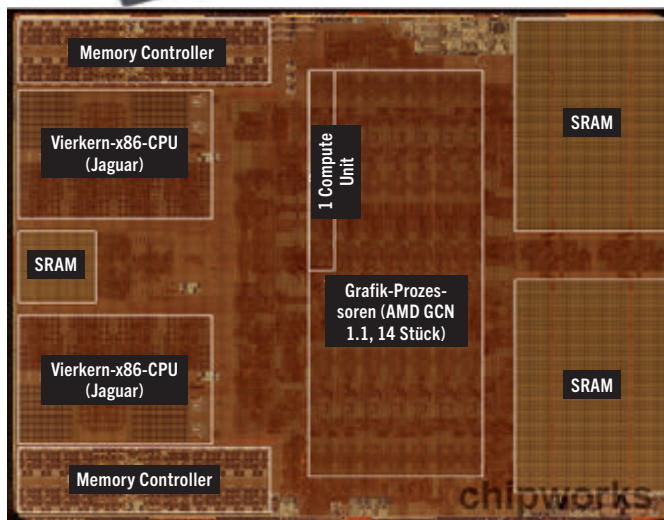 Memory Controller
Vierkern-x86-CPU
(Jaguar)
SRAM
1 Compute
Unit
SRAM
Grafik-Prozes-
soren (AMD GCN
1.1, 14 Stück)
Vierkern-x86-CPU
(Jaguar)
SRAM
Memory Controller
chipworks